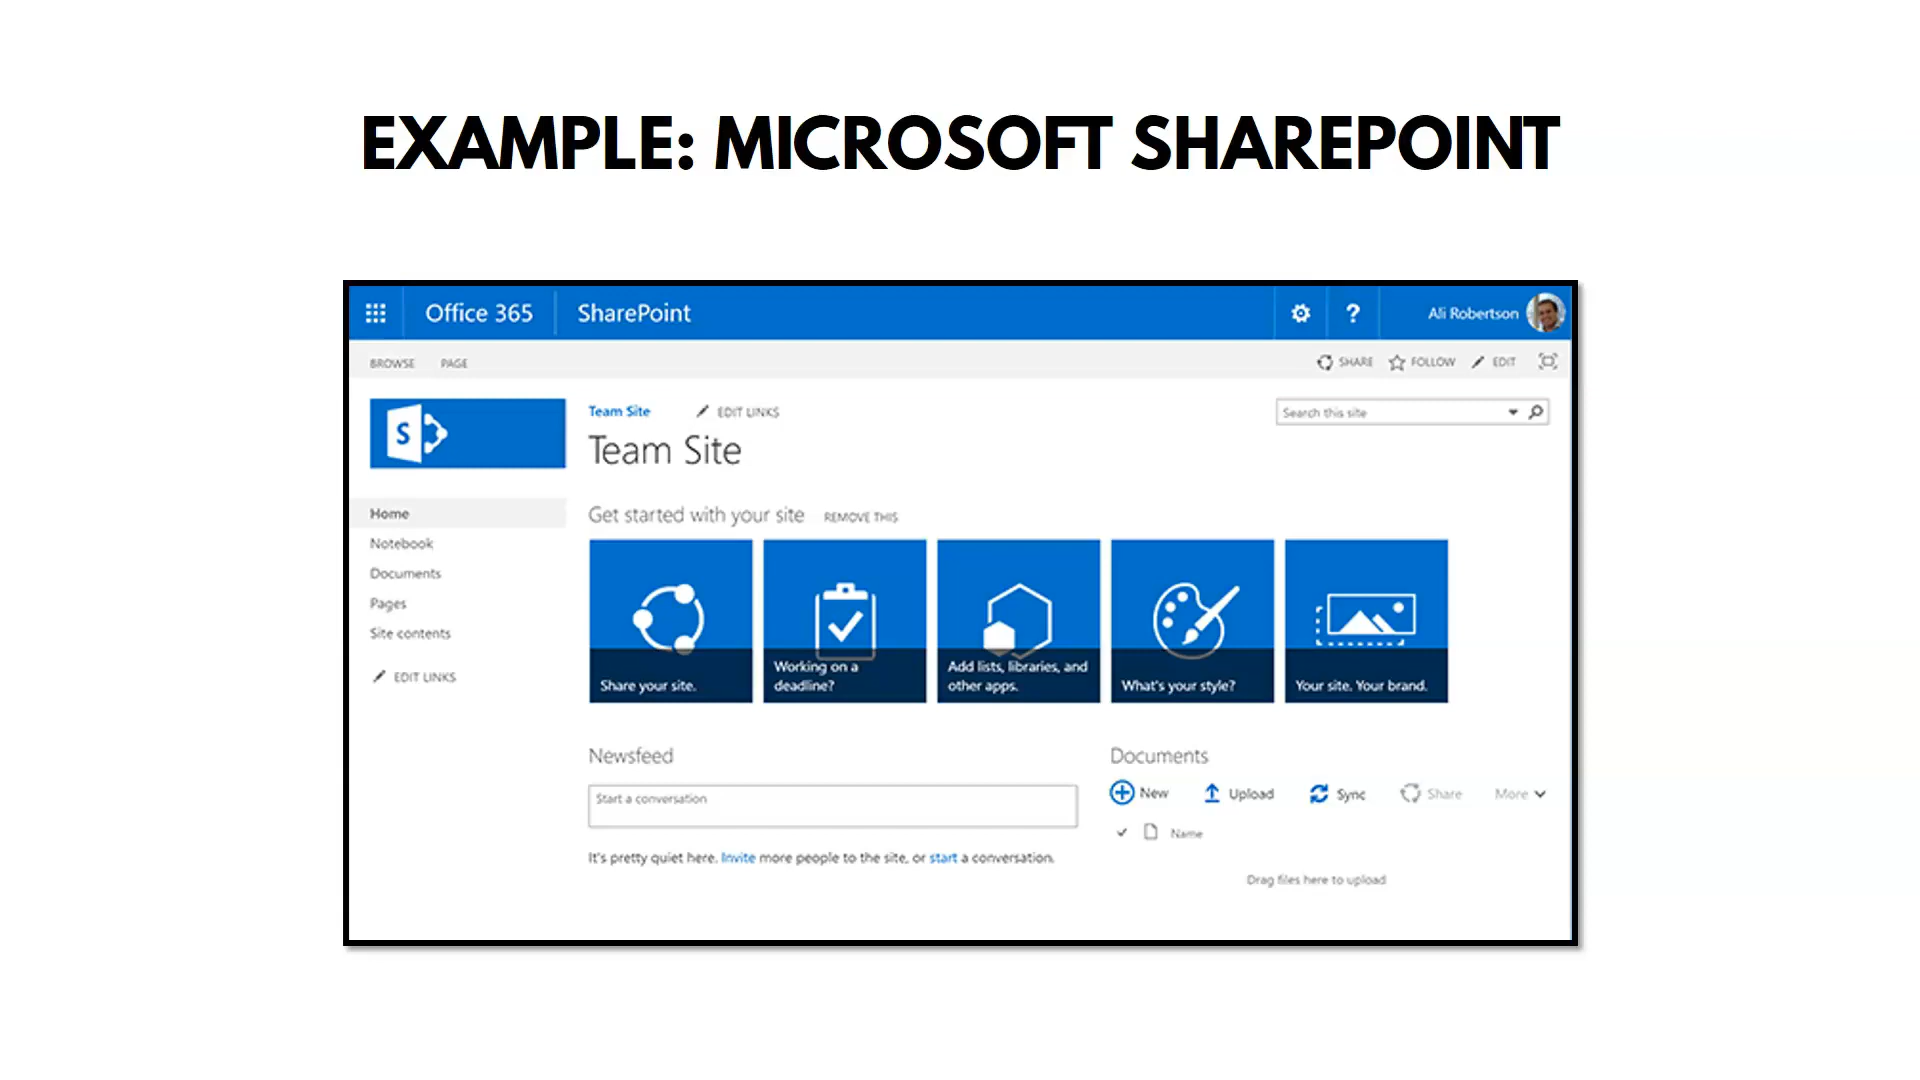 EXAMPLE: MICROSOFT SHAREPOINT
Office 365 SharePoint ? Ali Robertson
BROWSE PAGE SHARE FOLLOW EDIT
S
Team Site EDIT LINKS Search this site
Team Site
Home
Notebook
Documents
Pages
Site contents
EDIT LINKS
Get started with your site REMOVE THIS
Share your site.
Working on a
deadline?
Add lists, libraries, and
other apps.
What's your style?
Your site. Your brand.
Newsfeed
Start a conversation
It's pretty quiet here. Invite more people to the site, or start a conversation.
Documents
New Upload Sync Share More
Name
Drag files here to upload